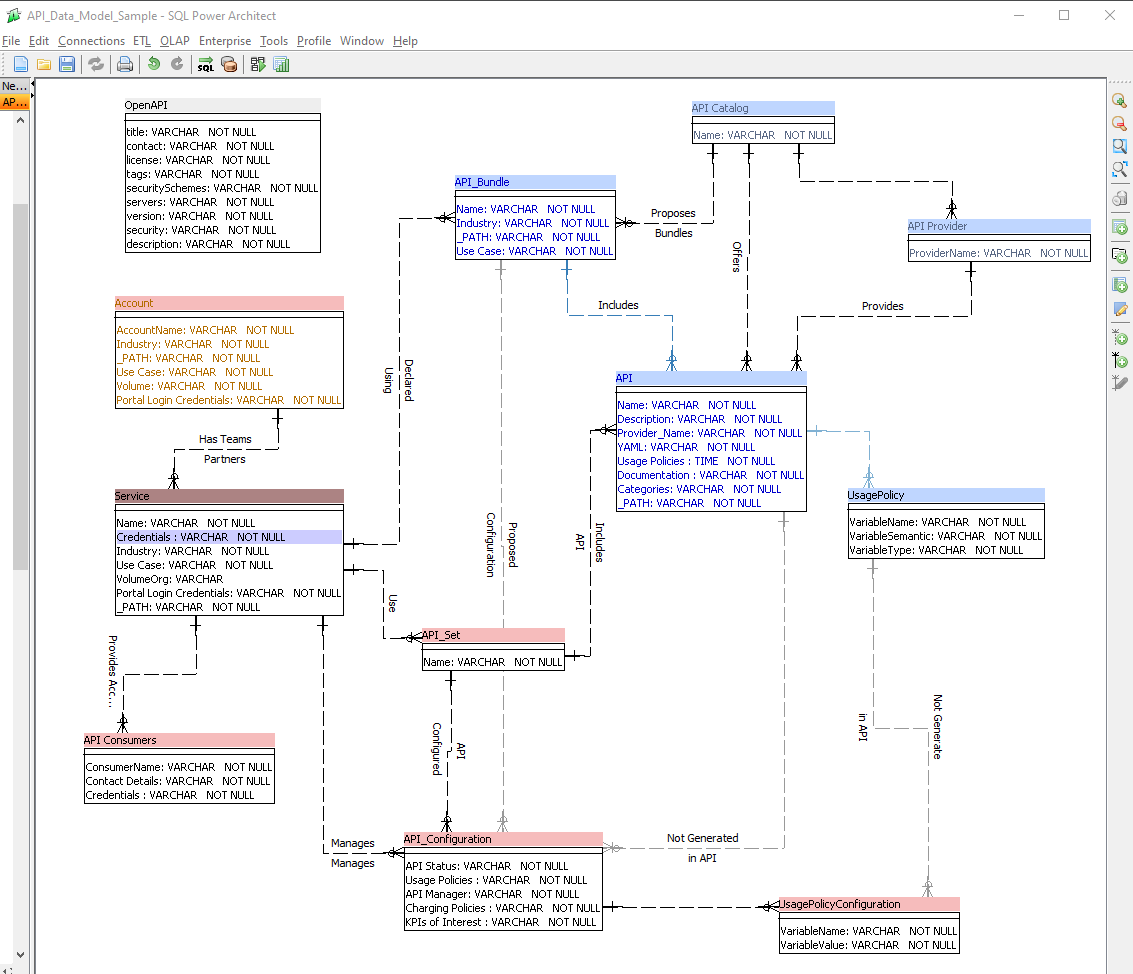 API_Data_Model_Sample - SQL Power Architect
File Edit Connections ETL OLAP Enterprise Tools Profile Window Help
SQL
Ne...
AP...
OpenAPI
title: VARCHAR NOT NULL
contact: VARCHAR NOT NULL
license: VARCHAR NOT NULL
tags: VARCHAR NOT NULL
securitySchemes: VARCHAR NOT NULL
servers: VARCHAR NOT NULL
version: VARCHAR NOT NULL
security: VARCHAR NOT NULL
description: VARCHAR NOT NULL
API Catalog
Name: VARCHAR NOT NULL
API_Bundle
Name: VARCHAR NOT NULL
Industry: VARCHAR NOT NULL
_PATH: VARCHAR NOT NULL
Use Case: VARCHAR NOT NULL
Proposes
Bundles
Offers
API Provider
ProviderName: VARCHAR NOT NULL
Includes
Provides
Account
AccountName: VARCHAR NOT NULL
Industry: VARCHAR NOT NULL
_PATH: VARCHAR NOT NULL
Use Case: VARCHAR NOT NULL
Volume: VARCHAR NOT NULL
Portal Login Credentials: VARCHAR NOT NULL
Declared
Using
Has Teams
Partners
API
Name: VARCHAR NOT NULL
Description: VARCHAR NOT NULL
Provider_Name: VARCHAR NOT NULL
YAML: VARCHAR NOT NULL
Usage Policies : TIME NOT NULL
Documentation : VARCHAR NOT NULL
Categories: VARCHAR NOT NULL
_PATH: VARCHAR NOT NULL
Service
Name: VARCHAR NOT NULL
Credentials : VARCHAR NOT NULL
Industry: VARCHAR NOT NULL
Use Case: VARCHAR NOT NULL
VolumeOrg: VARCHAR
Portal Login Credentials: VARCHAR NOT NULL
_PATH: VARCHAR NOT NULL
UsagePolicy
VariableName: VARCHAR NOT NULL
VariableSemantic: VARCHAR NOT NULL
VariableType: VARCHAR NOT NULL
Proposed
Configuration
Includes
API
Use
API_Set
Name: VARCHAR NOT NULL
Provides Acc...
API Consumers
ConsumerName: VARCHAR NOT NULL
Contact Details: VARCHAR NOT NULL
Credentials : VARCHAR NOT NULL
API
Configured
Not Generate
in API
Manages
Manages
API_Configuration
API Status: VARCHAR NOT NULL
Usage Policies : VARCHAR NOT NULL
API Manager: VARCHAR NOT NULL
Charging Policies : VARCHAR NOT NULL
KPIs of Interest : VARCHAR NOT NULL
Not Generated
in API
UsagePolicyConfiguration
VariableName: VARCHAR NOT NULL
VariableValue: VARCHAR NOT NULL